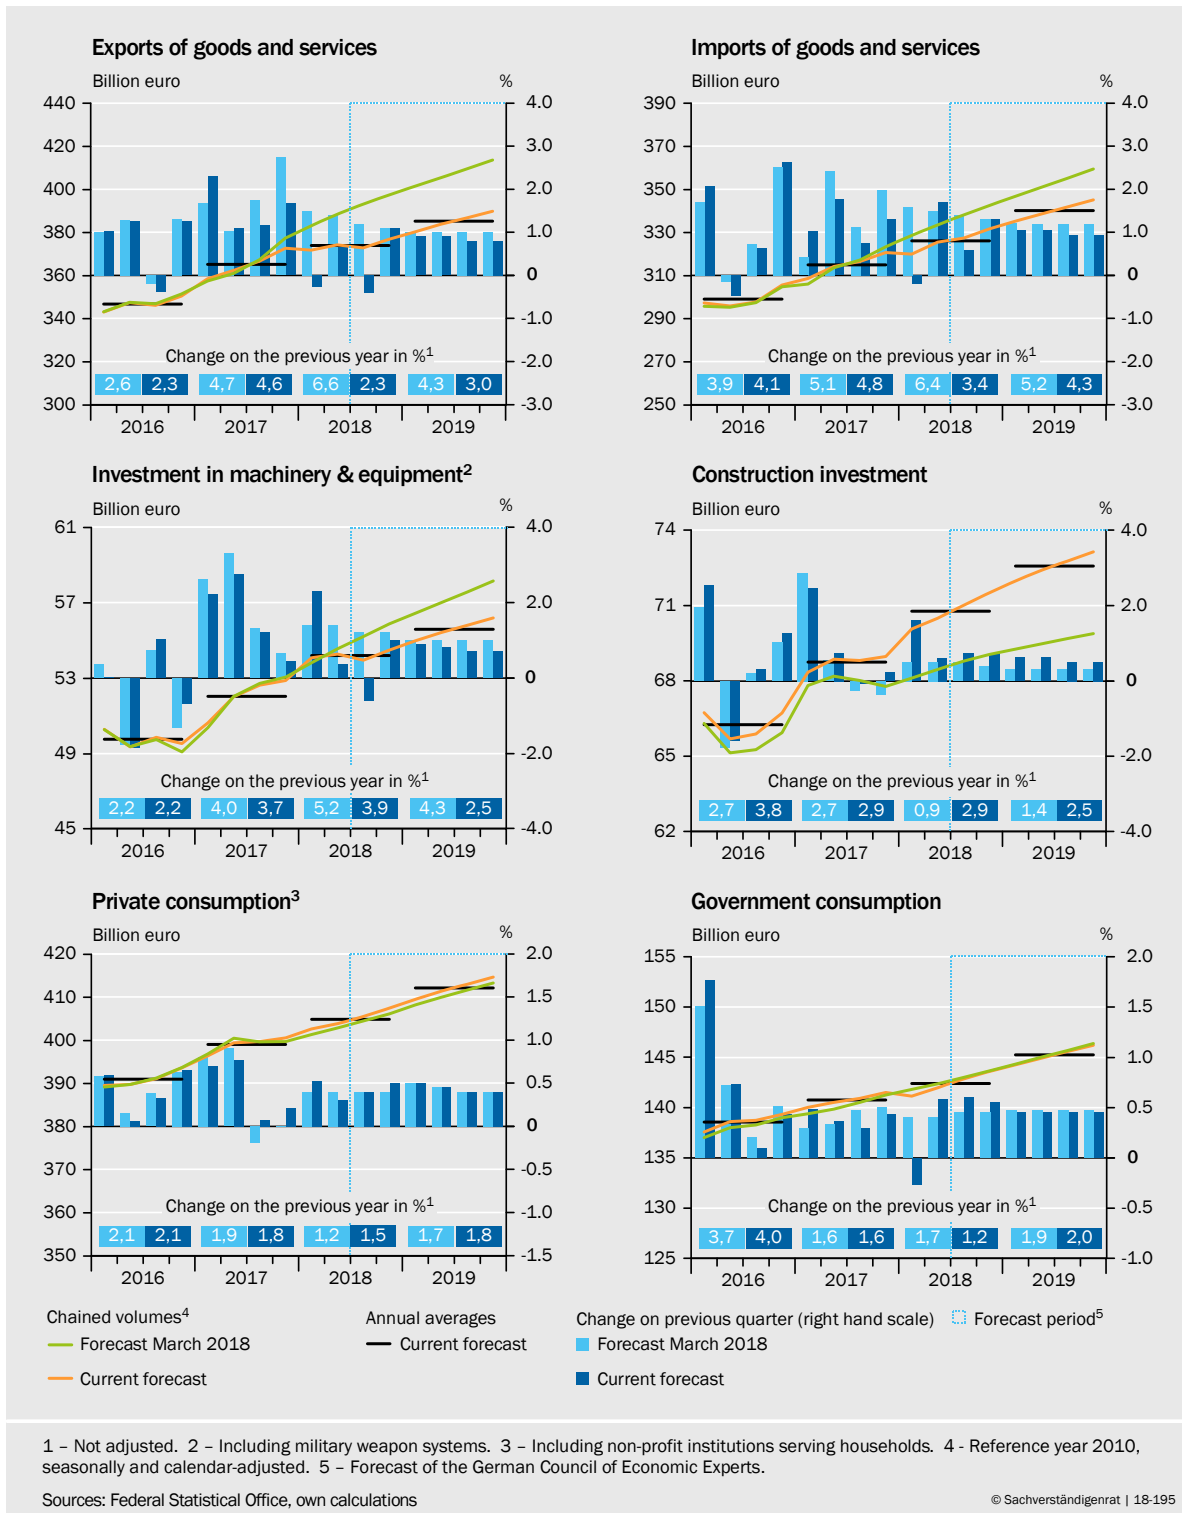 Exports of goods and services
Billion euro %
440 4.0
420 3.0
400 2.0
380 1.0
360 0
340 -1.0
320 -2.0
300 -3.0
Change on the previous year in %1
2,6 2,3 4,7 4,6 6,6 2,3 4,3 3,0
2016 2017 2018 2019
Imports of goods and services
Billion euro %
390 4.0
370 3.0
350 2.0
330 1.0
310 0
290 -1.0
270 -2.0
250 -3.0
Change on the previous year in %1
3,9 4,1 5,1 4,8 6,4 3,4 5,2 4,3
2016 2017 2018 2019
Investment in machinery & equipment2
Billion euro %
61 4.0
57 2.0
53 0
49 -2.0
45 -4.0
Change on the previous year in %1
2,2 2,2 4,0 3,7 5,2 3,9 4,3 2,5
2016 2017 2018 2019
Construction investment
Billion euro %
74 4.0
71 2.0
68 0
65 -2.0
62 -4.0
Change on the previous year in %1
2,7 3,8 2,7 2,9 0,9 2,9 1,4 2,5
2016 2017 2018 2019
Private consumption3
Billion euro %
420 2.0
410 1.5
400 1.0
390 0.5
380 0
370 -0.5
360 -1.0
350 -1.5
Change on the previous year in %1
2,1 2,1 1,9 1,8 1,2 1,5 1,7 1,8
2016 2017 2018 2019
Government consumption
Billion euro %
155 2.0
150 1.5
145 1.0
140 0.5
135 0
130 -0.5
125 -1.0
Change on the previous year in %1
3,7 4,0 1,6 1,6 1,7 1,2 1,9 2,0
2016 2017 2018 2019
Chained volumes4
Forecast March 2018
Current forecast
Annual averages
Current forecast
Change on previous quarter (right hand scale)
Forecast March 2018
Current forecast
Forecast period5
1 – Not adjusted. 2 – Including military weapon systems. 3 – Including non-profit institutions serving households. 4 - Reference year 2010,
seasonally and calendar-adjusted. 5 – Forecast of the German Council of Economic Experts.
Sources: Federal Statistical Office, own calculations
© Sachverständigenrat | 18-195